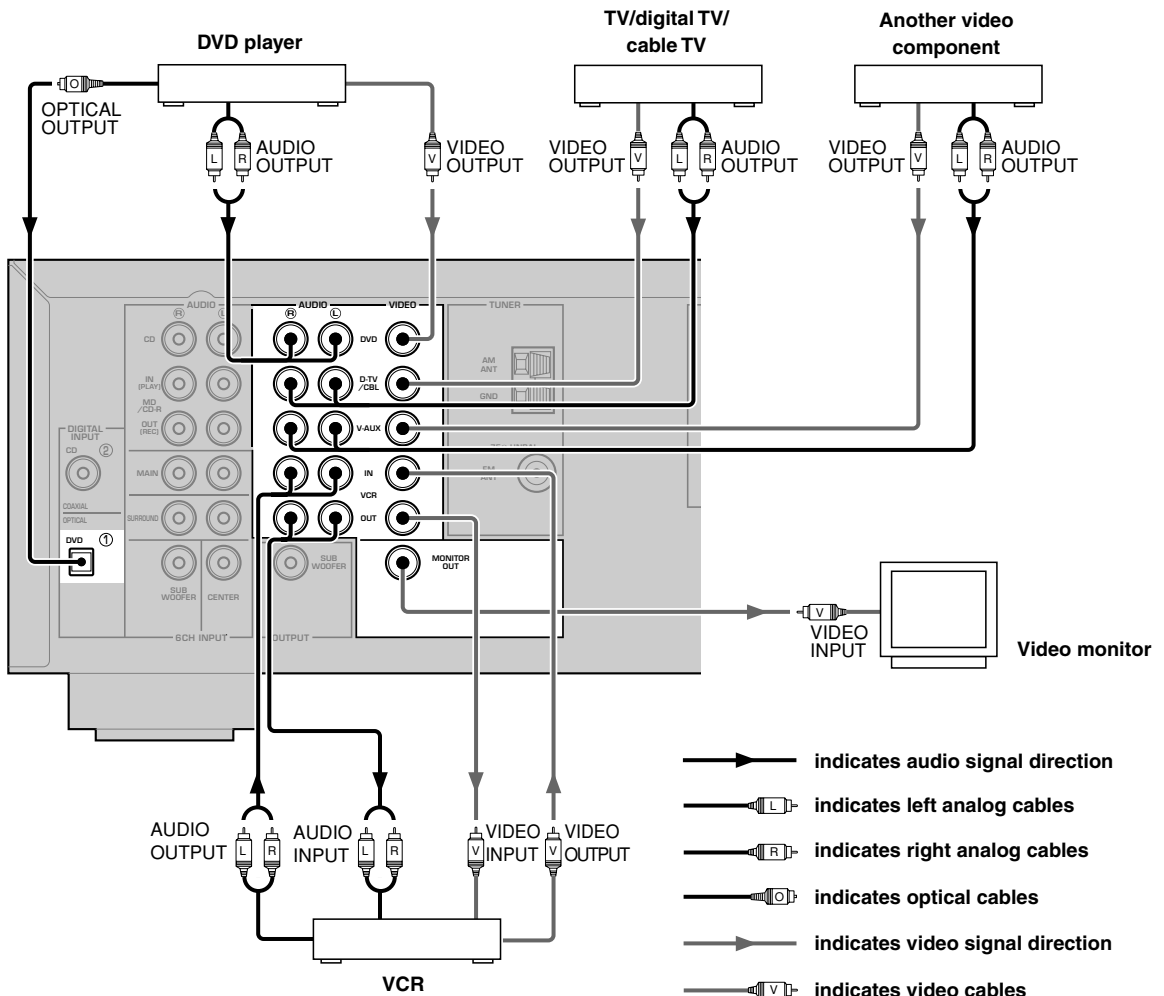 DVD player
TV/digital TV/
cable TV
Another video
component
O
OPTICAL
OUTPUT
L
R
AUDIO
OUTPUT
V
VIDEO
OUTPUT
VIDEO
OUTPUT
V
L
R
AUDIO
OUTPUT
VIDEO
OUTPUT
V
L
R
AUDIO
OUTPUT
AUDIO
R
L
AUDIO
R
L
VIDEO
TUNER
CD
DVD
AM
ANT
IN
(PLAY)
D-TV
/CBL
GND
MD
/CD-R
OUT
(REC)
V-AUX
DIGITAL
INPUT
CD
②
MAIN
IN
VCR
FM
ANT
COAXIAL
OPTICAL
SURROUND
OUT
DVD
①
SUB
WOOFER
MONITOR
OUT
SUB
WOOFER
CENTER
6CH INPUT
OUTPUT
V
VIDEO
INPUT
Video monitor
AUDIO
OUTPUT
L
R
AUDIO
INPUT
L
R
VIDEO
INPUT
V
VIDEO
OUTPUT
V
VCR
indicates audio signal direction
L
indicates left analog cables
R
indicates right analog cables
O
indicates optical cables
indicates video signal direction
V
indicates video cables